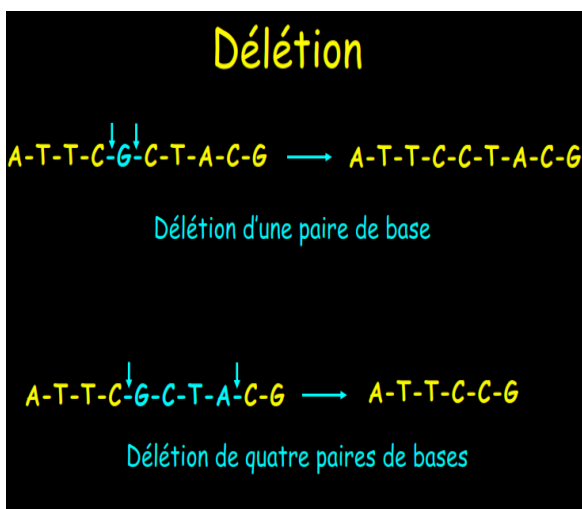 Délétion
A-T-T-C-G-C-T-A-C-G → A-T-T-C-C-T-A-C-G
Délétion d'une paire de base
A-T-T-C-G-C-T-A-C-G → A-T-T-C-C-G
Délétion de quatre paires de bases